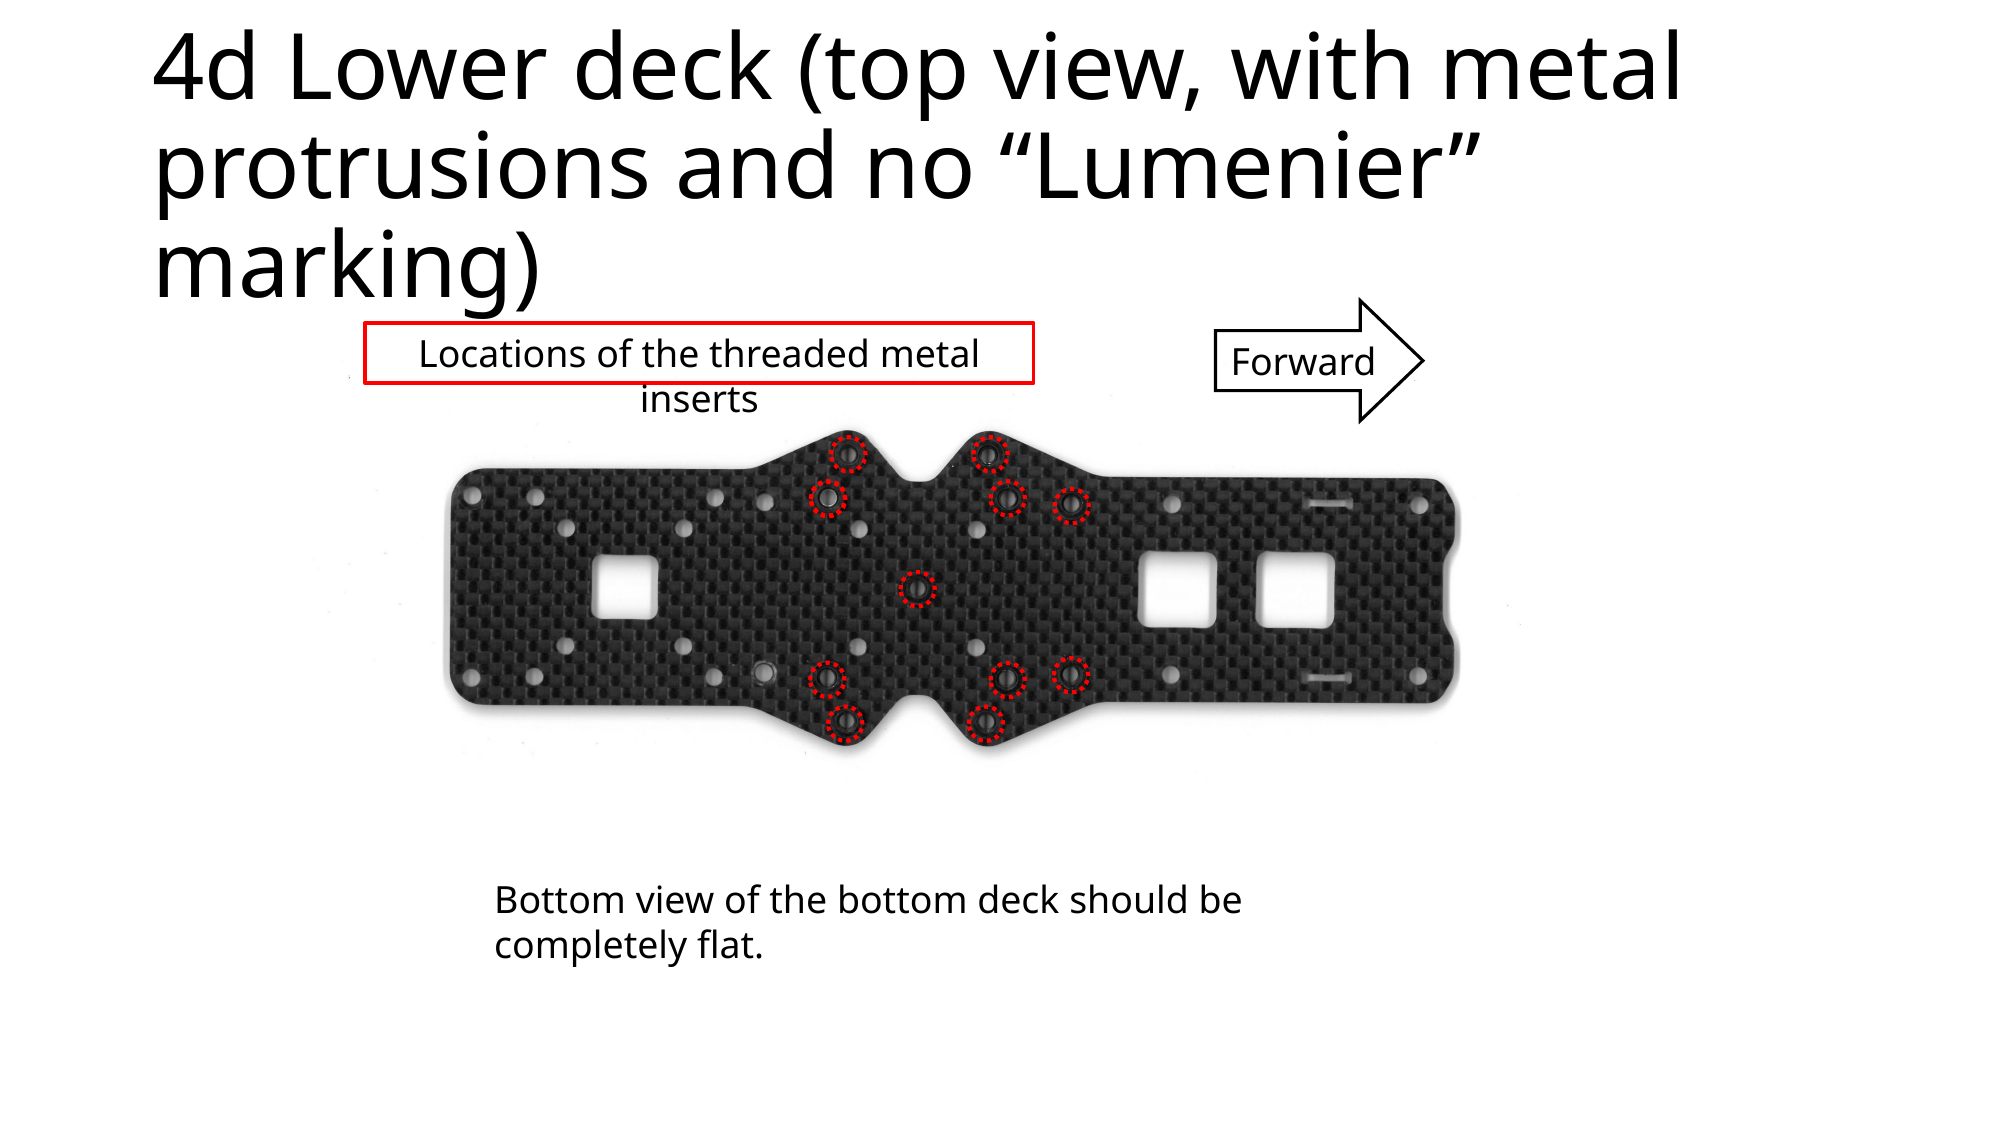 4d Lower deck (top view, with metal
protrusions and no “Lumenier”
marking)
Locations of the threaded metal
inserts
Forward
Bottom view of the bottom deck should be
completely flat.